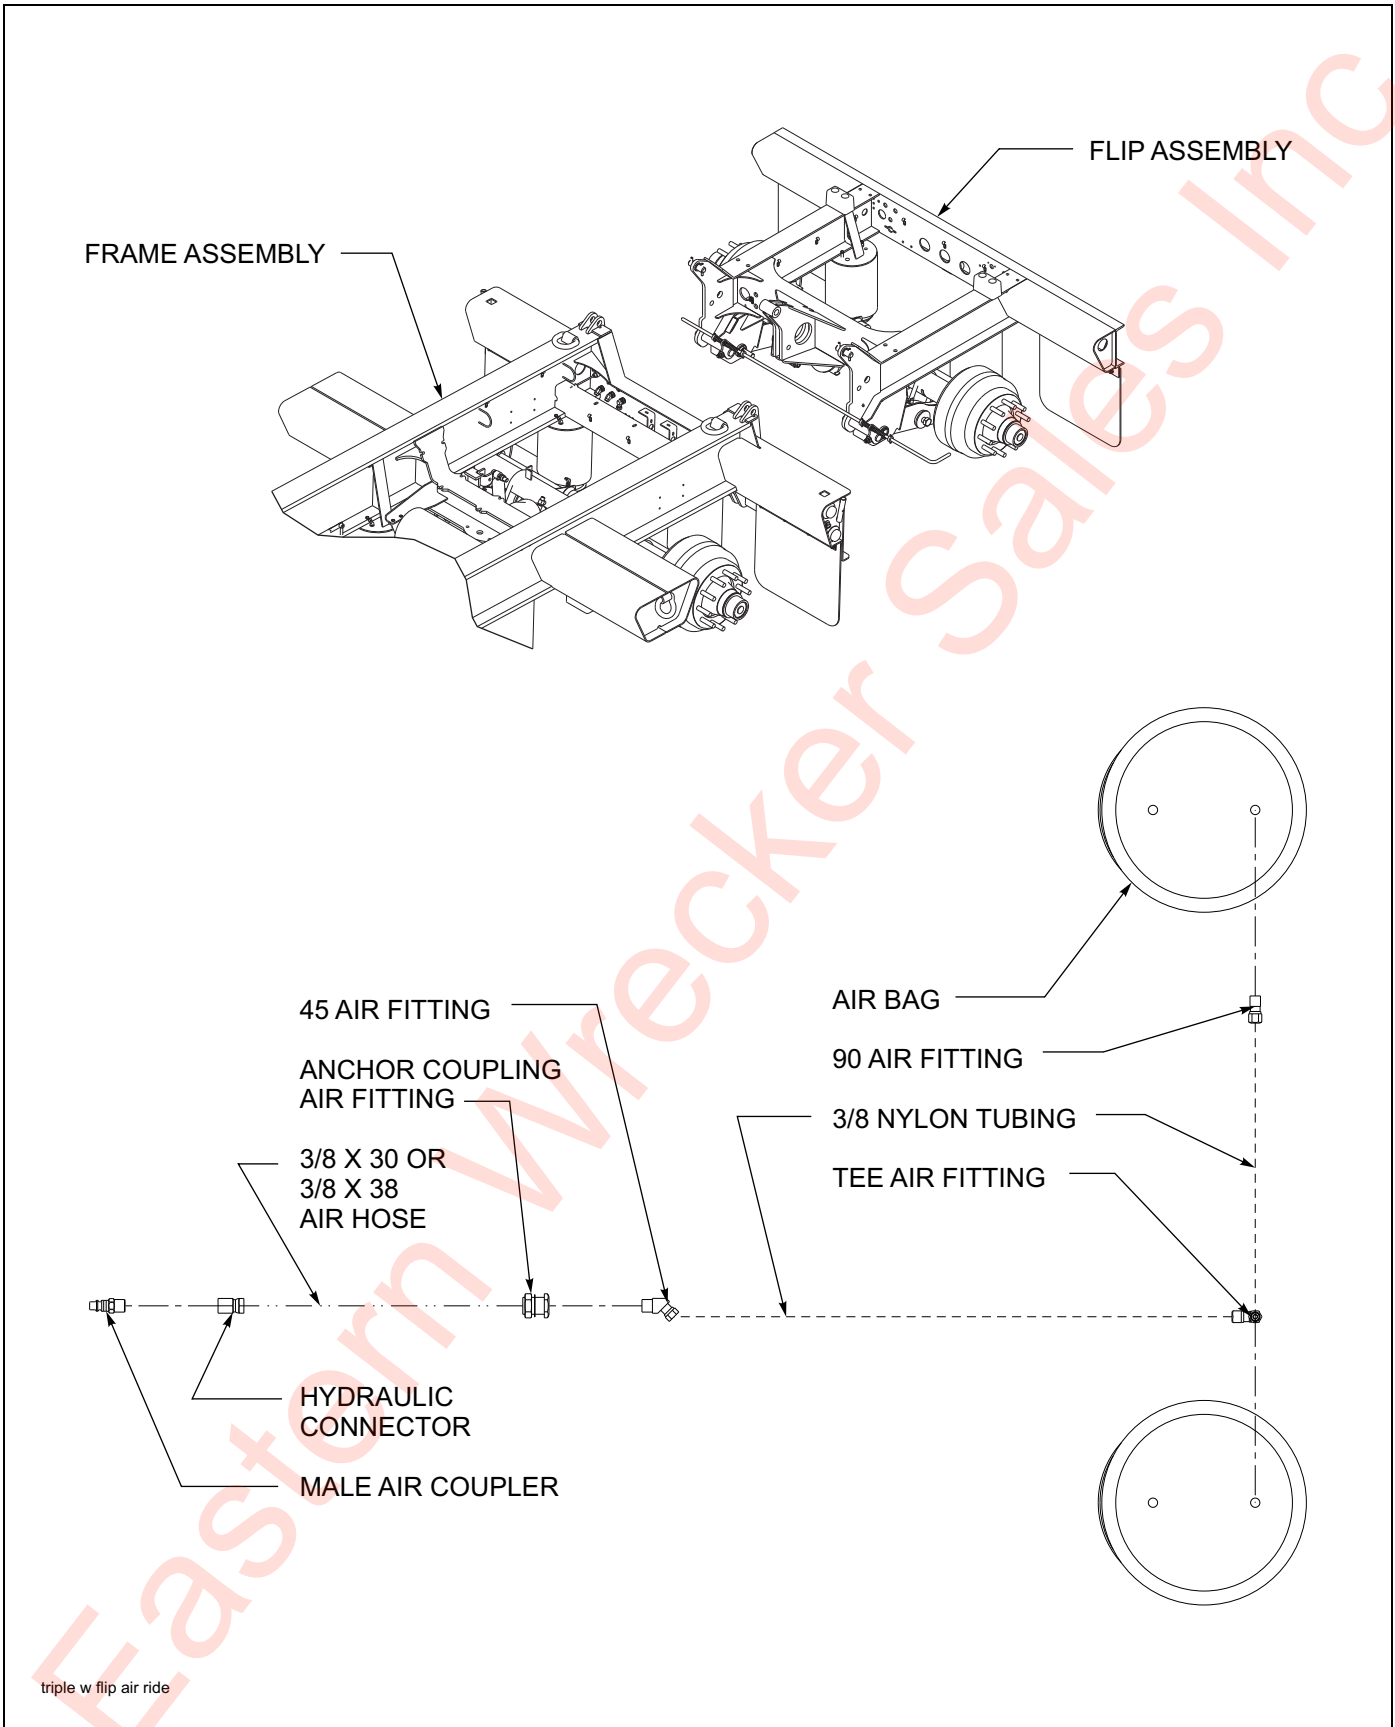 FLIP ASSEMBLY
FRAME ASSEMBLY
45 AIR FITTING
ANCHOR COUPLING
AIR FITTING
3/8 X 30 OR
3/8 X 38
AIR HOSE
HYDRAULIC
CONNECTOR
MALE AIR COUPLER
AIR BAG
90 AIR FITTING
3/8 NYLON TUBING
TEE AIR FITTING
triple w flip air ride
Eastern Wrecker Sales Inc